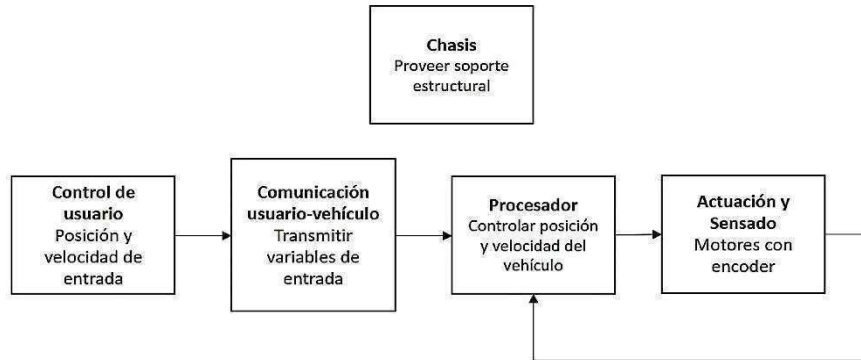 Chasis
Proveer soporte
estructural
Control de
usuario
Posición y
velocidad de
entrada
Comunicación
usuario-vehículo
Transmitir
variables de
entrada
Procesador
Controlar posición
y velocidad del
vehículo
Actuación y
Sensado
Motores con
encoder